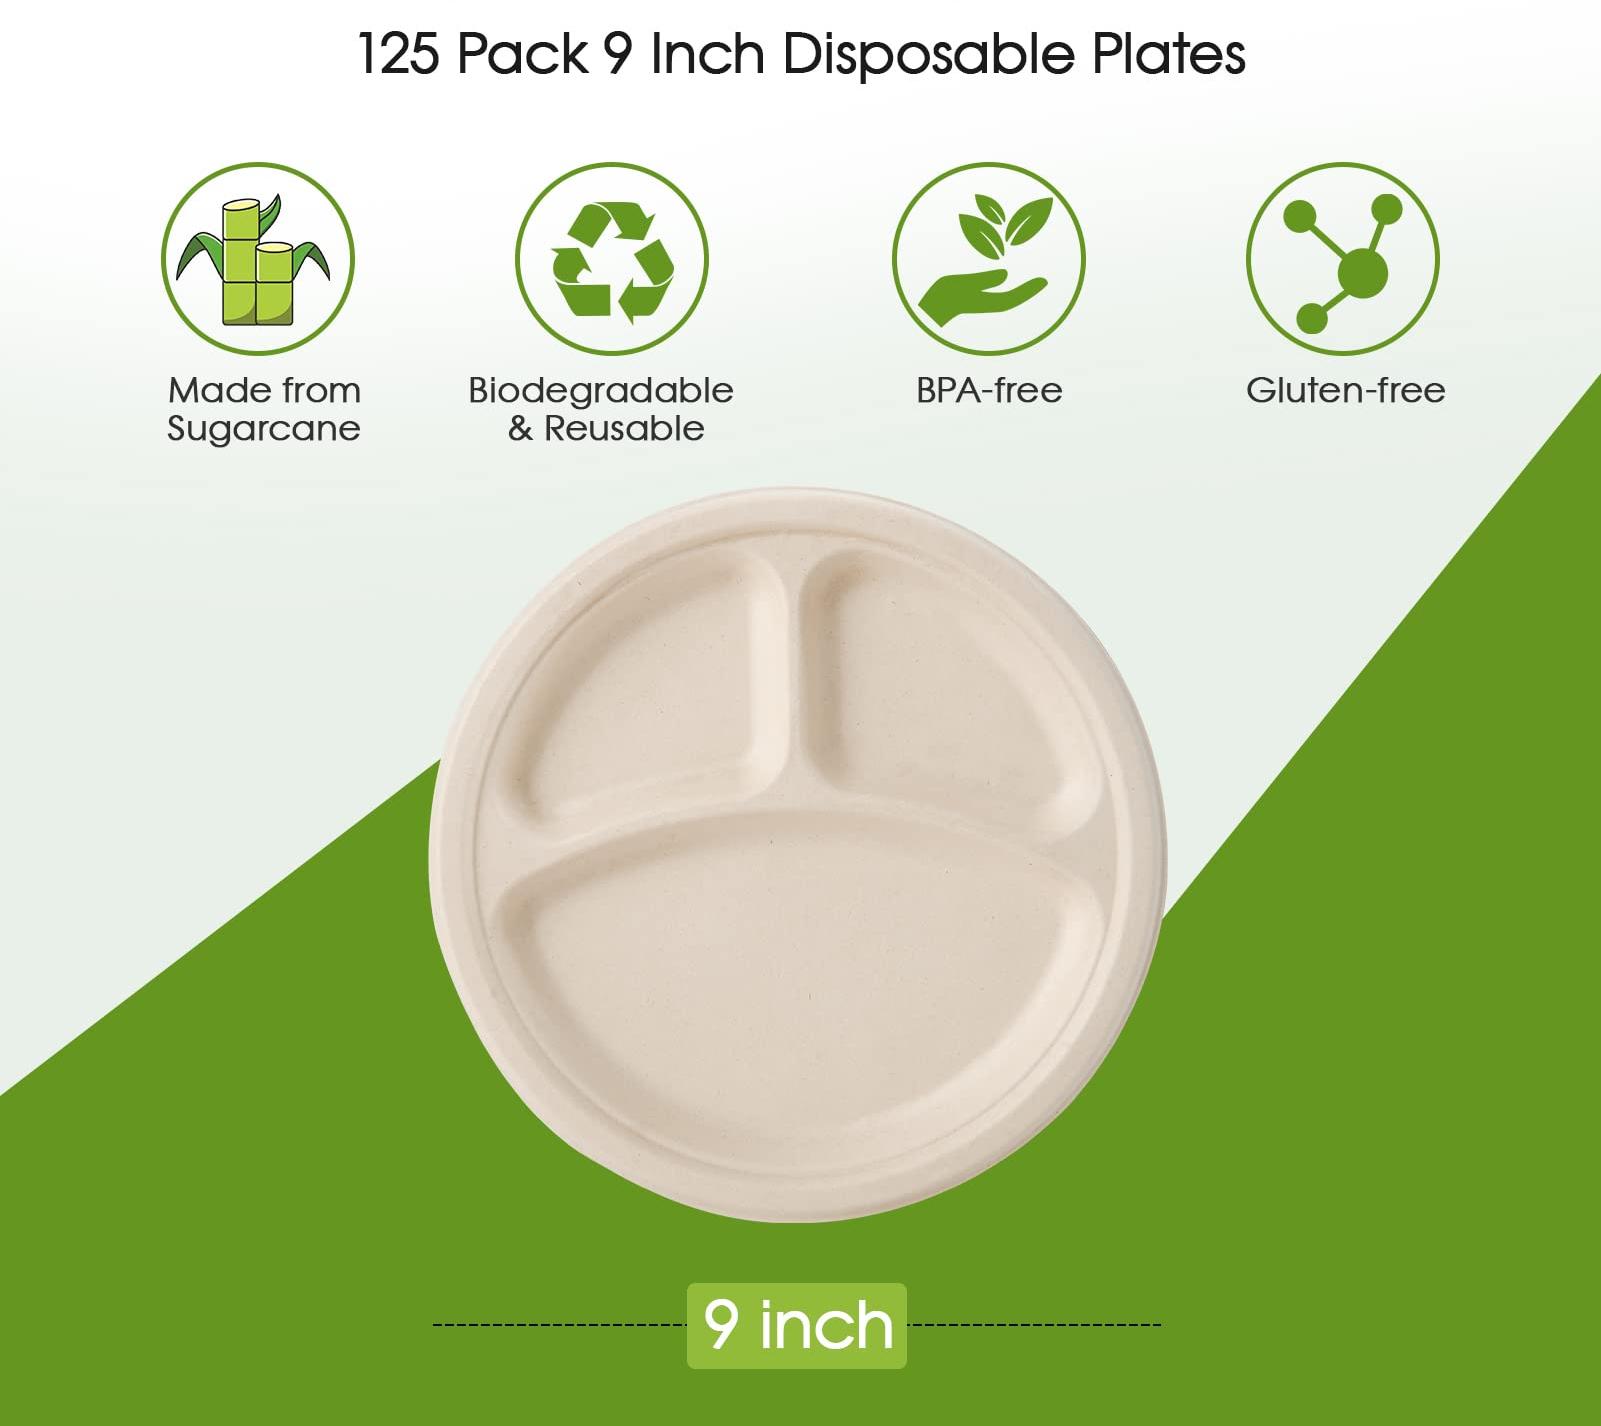 125 Pack 9 Inch Disposable Plates
Made from
Sugarcane
Biodegradable
& Reusable
BPA-free
Gluten-free
9 inch